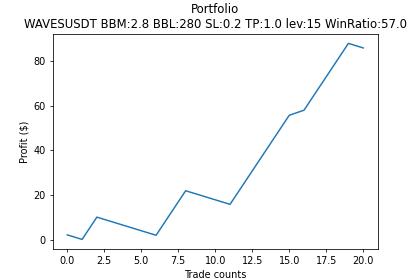 Portfolio
WAVESUSDT BBM:2.8 BBL:280 SL:0.2 TP:1.0 lev:15 WinRatio:57.0
80
60
40
20
0
Profit ($)
0.0 2.5 5.0 7.5 10.0 12.5 15.0 17.5 20.0
Trade counts